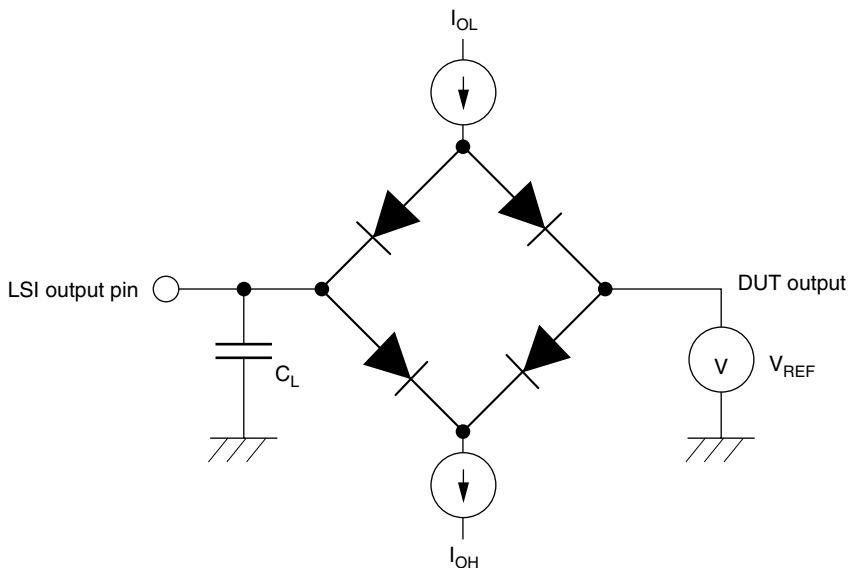 I_OL
LSI output pin
DUT output
C_L
V
V_REF
I_OH